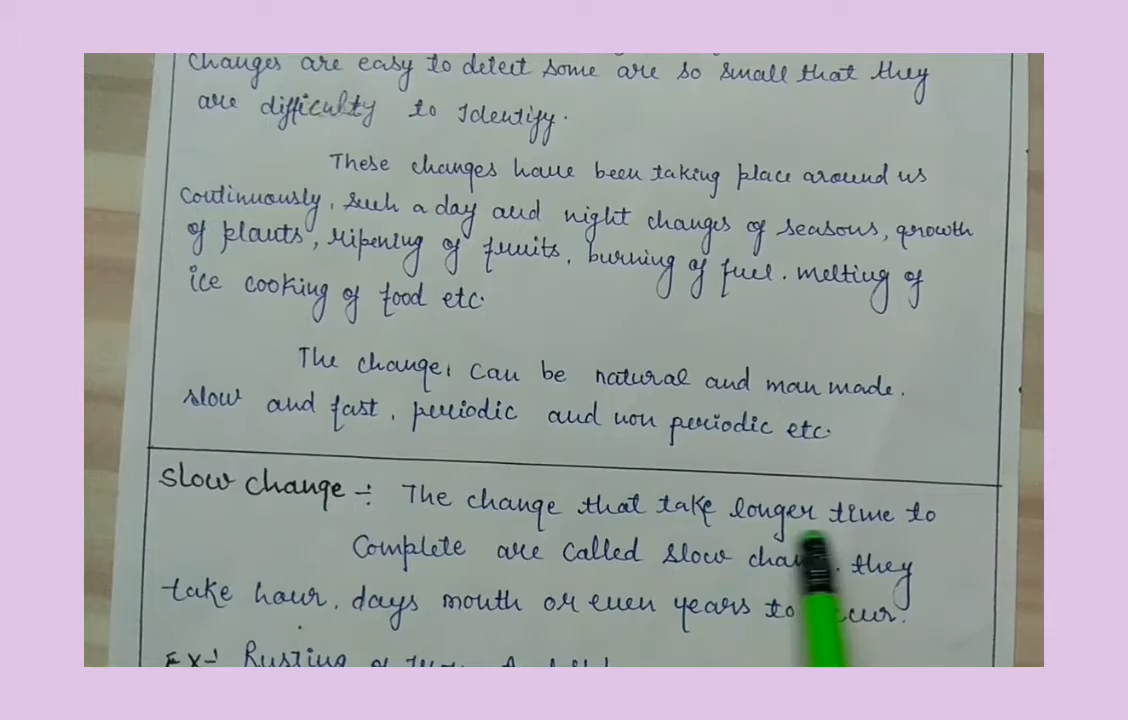 changes are easy to detect some are so small that they
are difficulty to Identify.
These changes have been taking place around us
continuously, such a day and night changes of seasons, growth
of plants, ripening of fruits, burning of fuel. melting of
ice cooking of food etc.
The change, can be natural and man made.
slow and fast, periodic and non periodic etc.
Slow change ÷ The change that take longer time to
Complete are called slow they
take hour, days month or even years to
Ex-! Rusting of